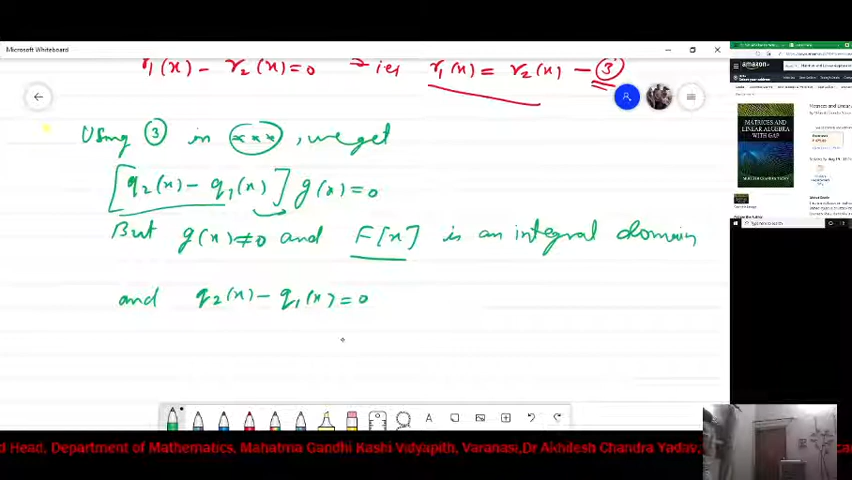 Microsoft Whiteboard
r₁(x) - r₂(x)=0 ⇒ ie, r₁(x) = r₂(x) - ③
Using ③ in (***), we get
[q₂(x) - q₁(x)] g(x)=0
But g(x)≠0 and F[x] is an integral domain
and q₂(x) - q₁(x)=0
amazon
MATRICES AND
LINEAR ALGEBRA
WITH GAP
d Head, Department of Mathematics, Mahatma Gandhi Kashi Vidyapith, Varanasi,Dr Akhilesh Chandra Yadav,